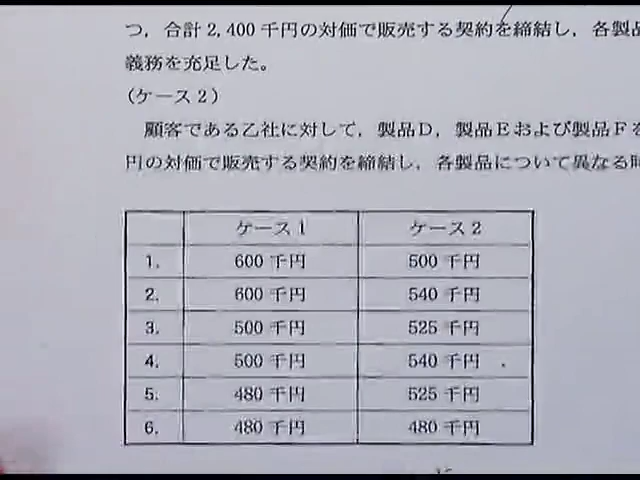 つ，合計 2,400 千円の対価で販売する契約を締結し，各製品
義務を充足した。
（ケース２）
顧客である乙社に対して，製品Ｄ，製品Ｅおよび製品Ｆを
円の対価で販売する契約を締結し，各製品について異なる時
ケース１ ケース２
1. 600 千円 500 千円
2. 600 千円 540 千円
3. 500 千円 525 千円
4. 500 千円 540 千円
5. 480 千円 525 千円
6. 480 千円 480 千円